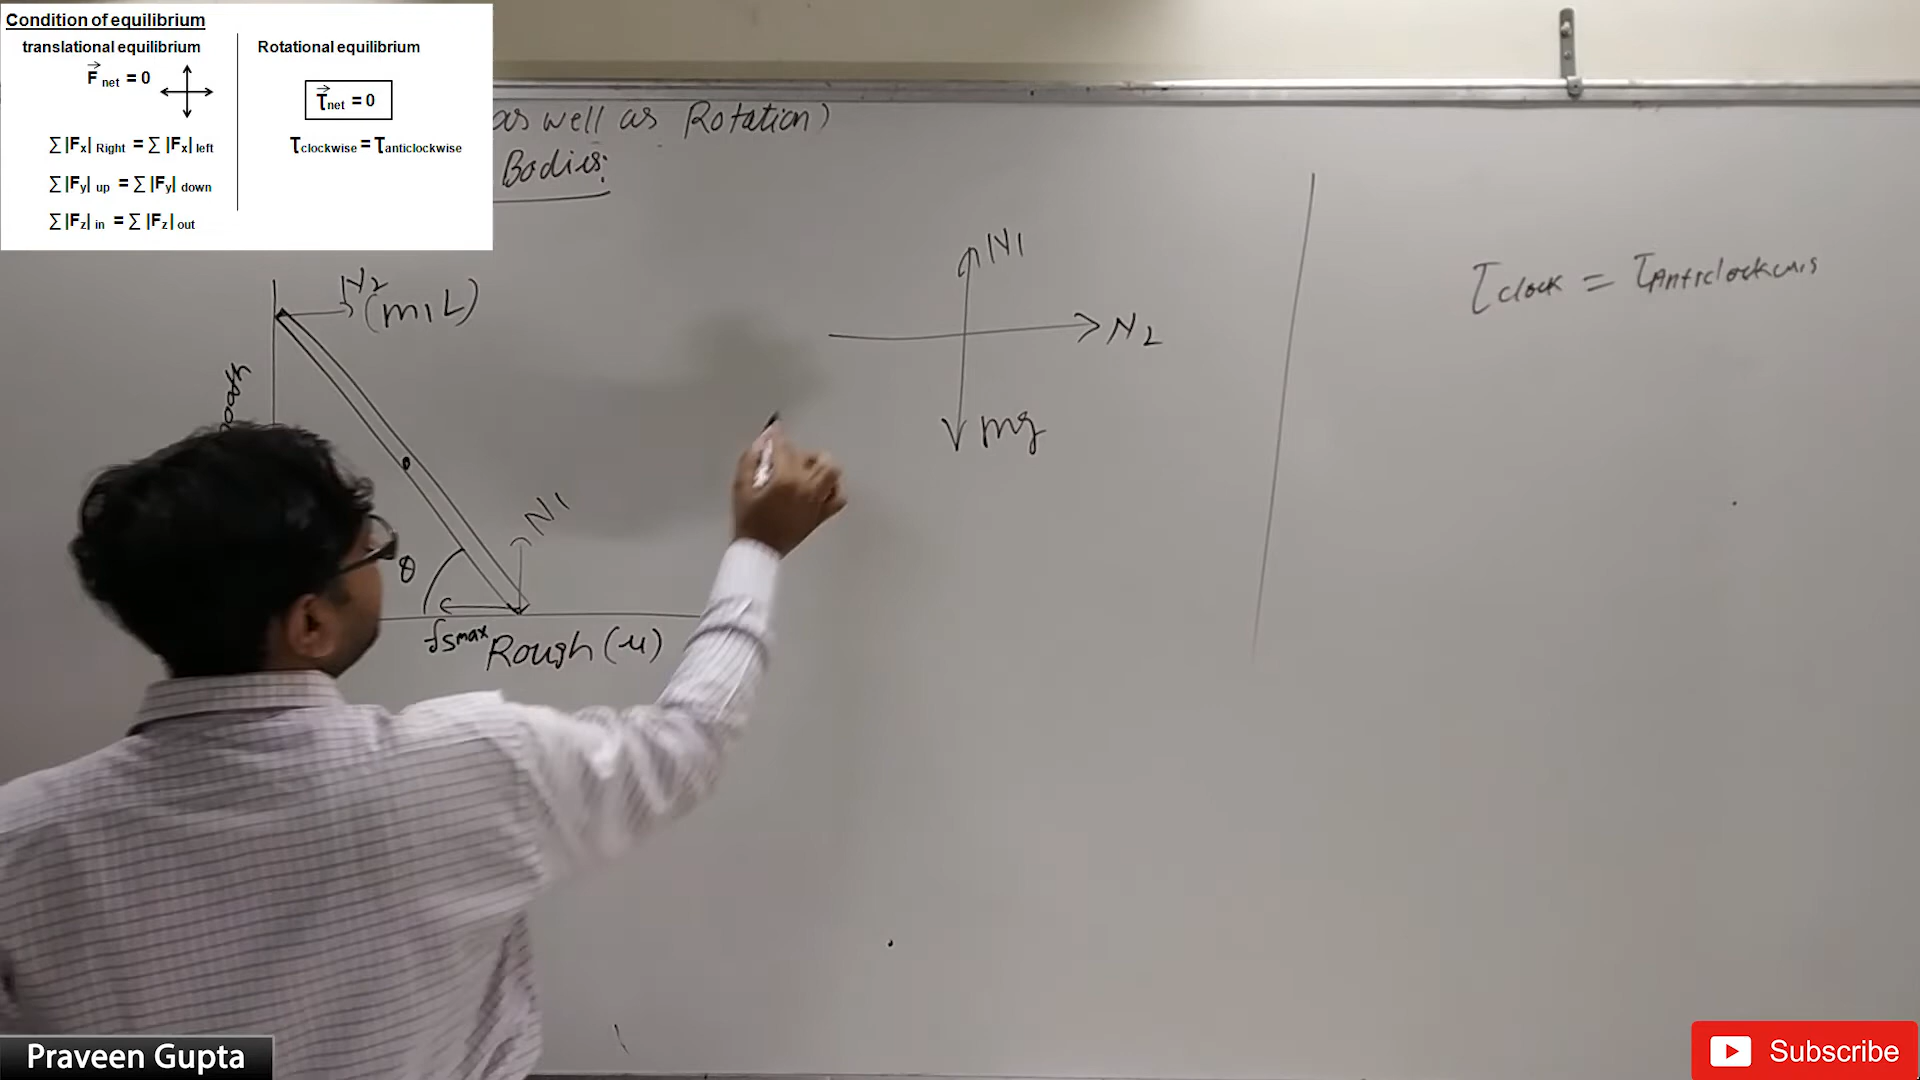 Condition of equilibrium
translational equilibrium
F net = 0
∑|Fx| Right = ∑ |Fx| left
∑|Fy| up = ∑ |Fy| down
∑ |Fz| in = ∑ |Fz| out
Rotational equilibrium
τnet = 0
τclockwise = τanticlockwise
as well as Rotation)
Bodies:
N2
(m, L)
θ
N1
fsmax
Rough (μ)
N1
N2
mg
τclock = τAnticlockwis
Praveen Gupta
Subscribe